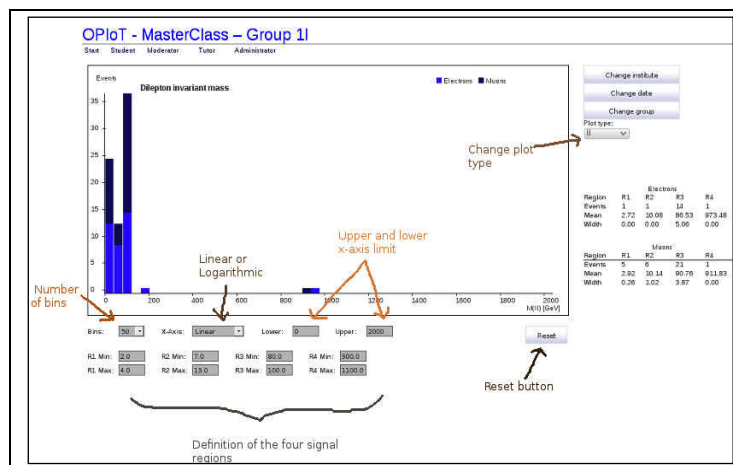 OPIoT - MasterClass – Group 1I
Start Student Moderator Tutor Administrator
Events
Dilepton invariant mass
Electrons Muons
35
30
25
20
15
10
5
0
0 200 400 600 800 1000 1200 1400 1600 1800 2000
M(ll) [GeV]
Change institute
Change date
Change group
Plot type:
ll
Change plot
type
Electrons
Region R1 R2 R3 R4
Events 1 1 14 1
Mean 2.72 10.08 86.53 973.48
Width 0.00 0.00 5.06 0.00
Muons
Region R1 R2 R3 R4
Events 5 6 21 1
Mean 2.92 10.14 90.76 911.83
Width 0.26 1.02 3.87 0.00
Number
of bins
Linear or
Logarithmic
Upper and lower
x-axis limit
Bins: 50 X-Axis: Linear Lower: 0 Upper: 2000
R1 Min: 2.0 R2 Min: 7.0 R3 Min: 80.0 R4 Min: 900.0
R1 Max: 4.0 R2 Max: 13.0 R3 Max: 100.0 R4 Max: 1100.0
Reset
Reset button
Definition of the four signal
regions